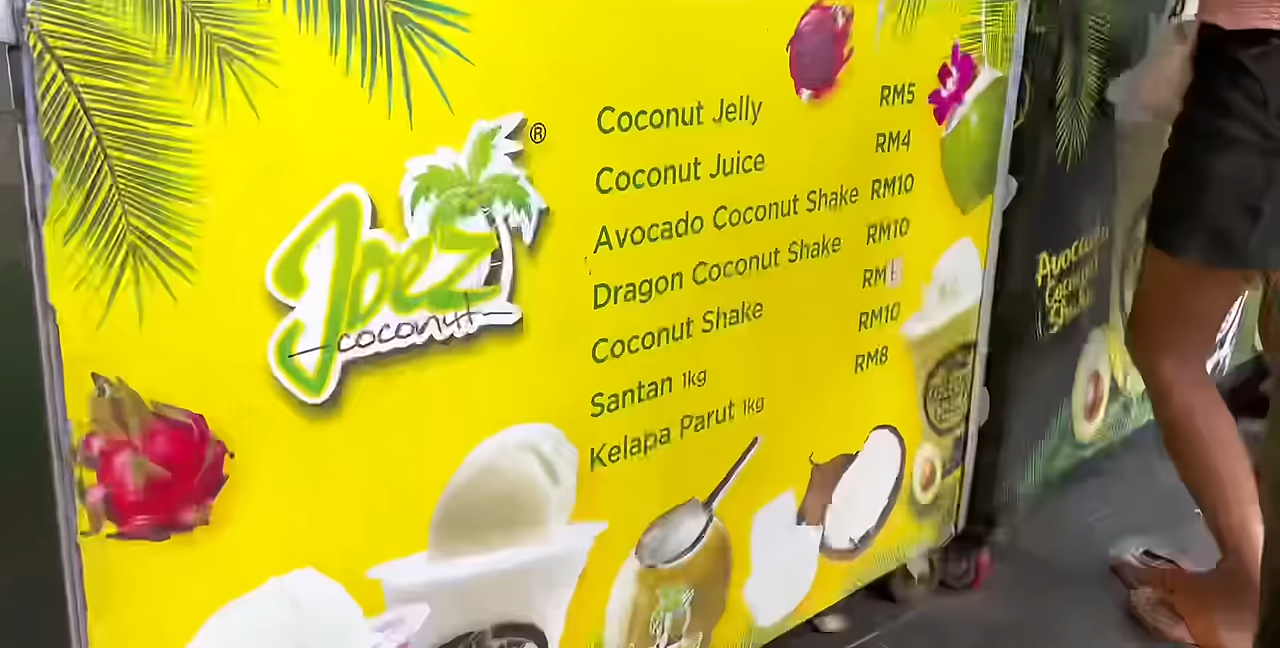 Joez
coconut
®
Coconut Jelly RM5
Coconut Juice RM4
Avocado Coconut Shake RM10
Dragon Coconut Shake RM10
Coconut Shake RM
Santan 1kg RM10
Kelapa Parut 1kg RM8
Avocado
Coconut
Shake